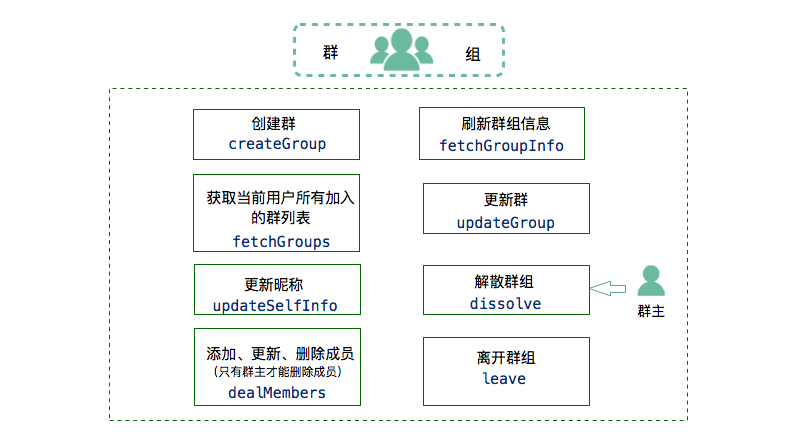 群 组
创建群
createGroup
刷新群组信息
fetchGroupInfo
获取当前用户所有加入
的群列表
fetchGroups
更新群
updateGroup
更新昵称
updateSelfInfo
解散群组
dissolve
群主
添加、更新、删除成员
(只有群主才能删除成员)
dealMembers
离开群组
leave